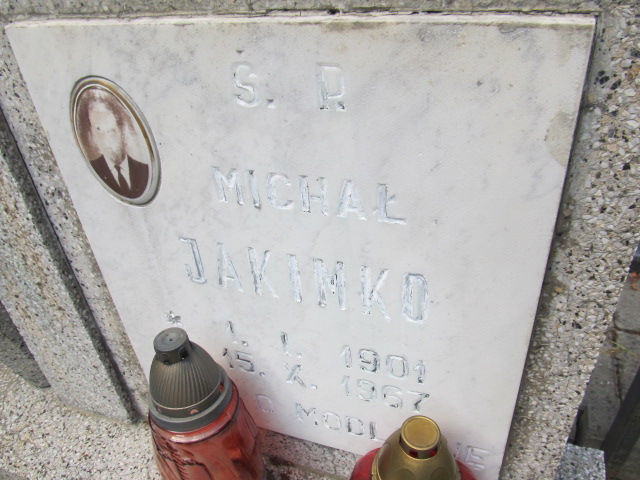 S. P.
MICHAŁ
JAKIMKO
* 1. I. 1901
15. X. 1967